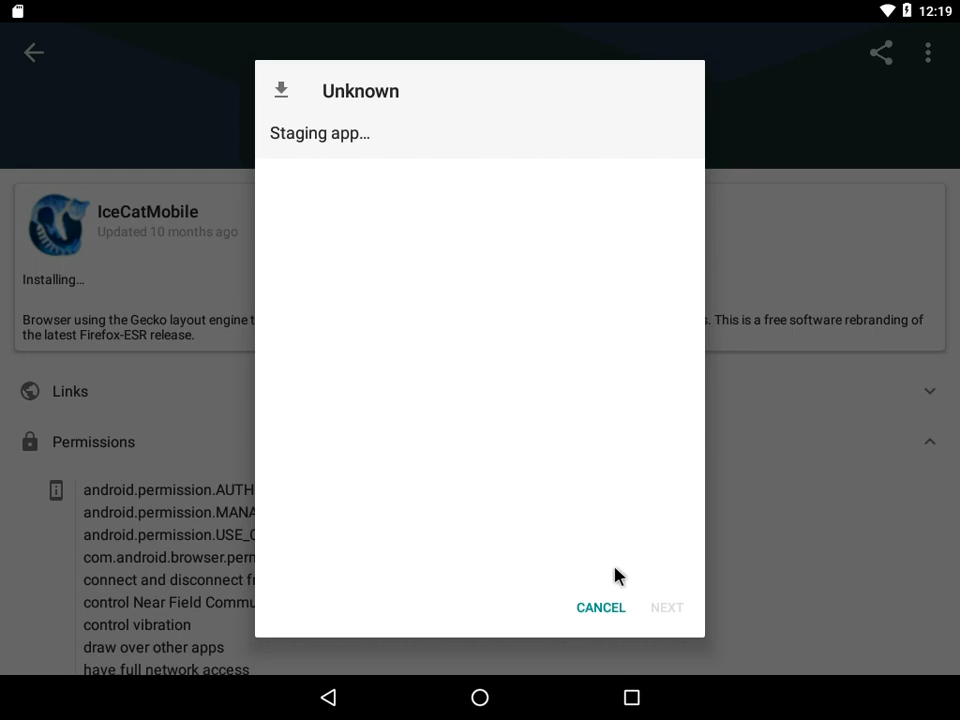 12:19
Unknown
Staging app...
IceCatMobile
Updated 10 months ago
Installing...
Browser using the Gecko layout engine t
s. This is a free software rebranding of
the latest Firefox-ESR release.
Links
Permissions
android.permission.AUTH
android.permission.MANA
android.permission.USE_C
com.android.browser.perm
connect and disconnect fr
control Near Field Commu
control vibration
draw over other apps
have full network access
CANCEL NEXT